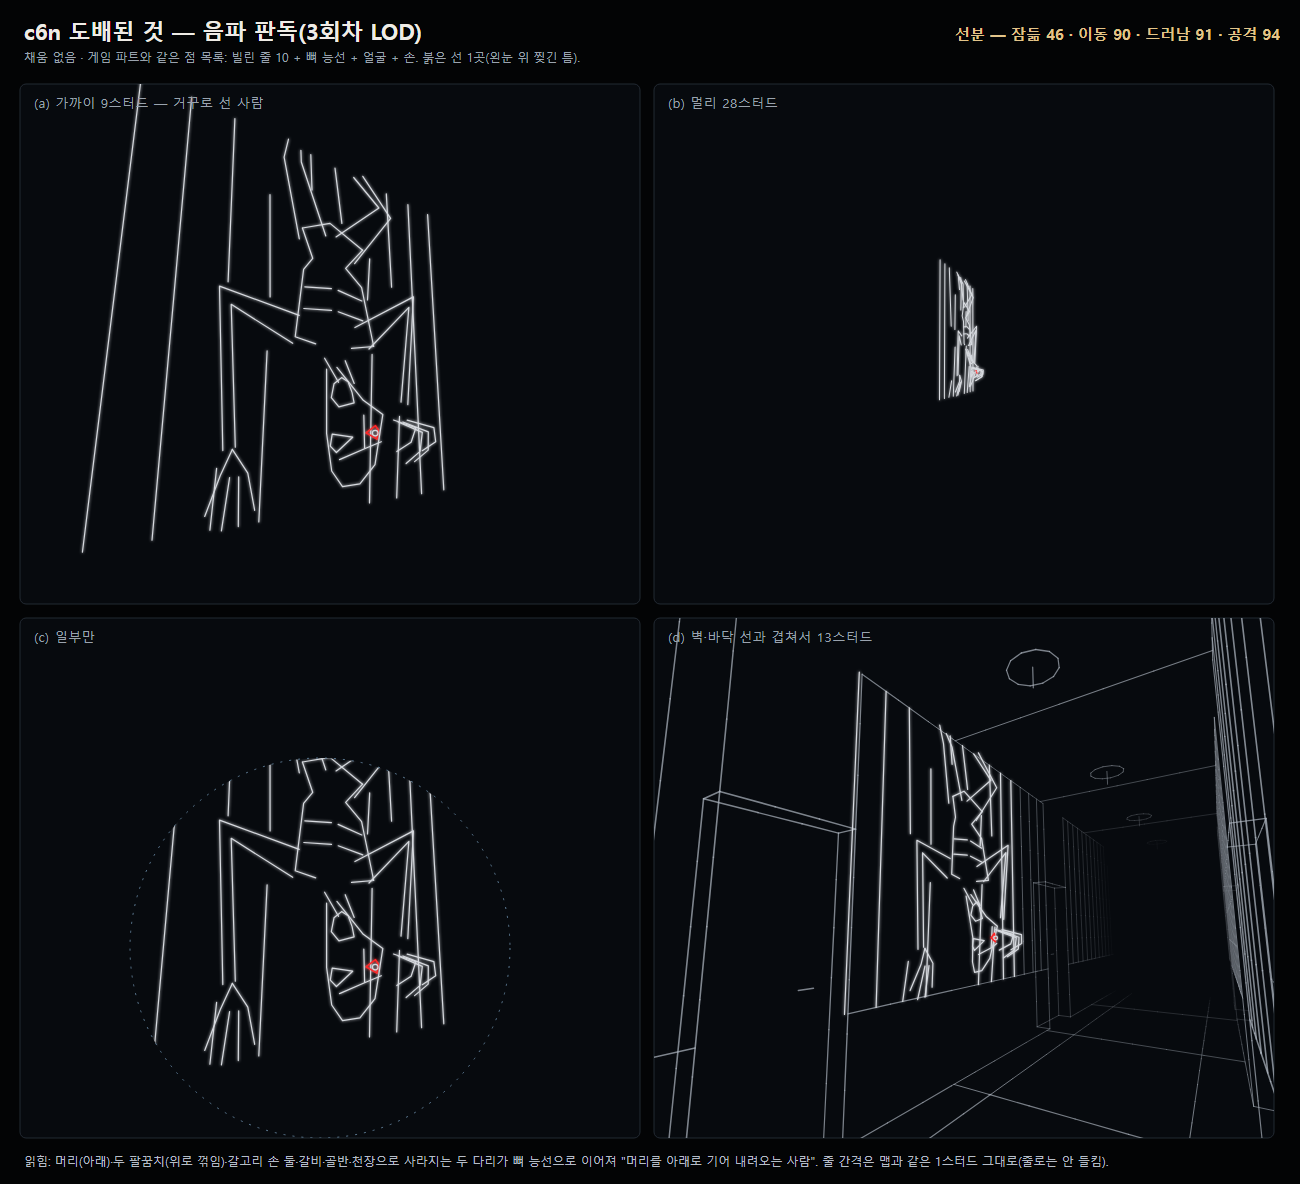 c6n 도배된 것 — 음파 판독(3회차 LOD)
선분 — 잠듦 46 · 이동 90 · 드러남 91 · 공격 94
채움 없음 · 게임 파트와 같은 점 목록: 빌린 줄 10 + 뼈 능선 + 얼굴 + 손. 붉은 선 1곳(왼눈 위 찢긴 틈).
(a) 가까이 9스터드 — 거꾸로 선 사람
(b) 멀리 28스터드
(c) 일부만
(d) 벽·바닥 선과 겹쳐서 13스터드
읽힘: 머리(아래)·두 팔꿈치(위로 꺾임)·갈고리 손 둘·갈비·골반·천장으로 사라지는 두 다리가 뼈 능선으로 이어져 "머리를 아래로 기어 내려오는 사람". 줄 간격은 맵과 같은 1스터드 그대로(줄로는 안 들킴).